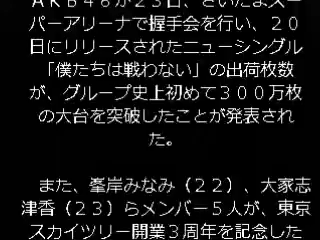 ＡＫＢ４８が２３日、さいたまスー
パーアリーナで握手会を行い、２０
日にリリースされたニューシングル
「僕たちは戦わない」の出荷枚数
が、グループ史上初めて３００万枚
の大台を突破したことが発表され
た。
また、峯岸みなみ（２２）、大家志
津香（２３）らメンバー５人が、東京
スカイツリー開業３周年を記念した